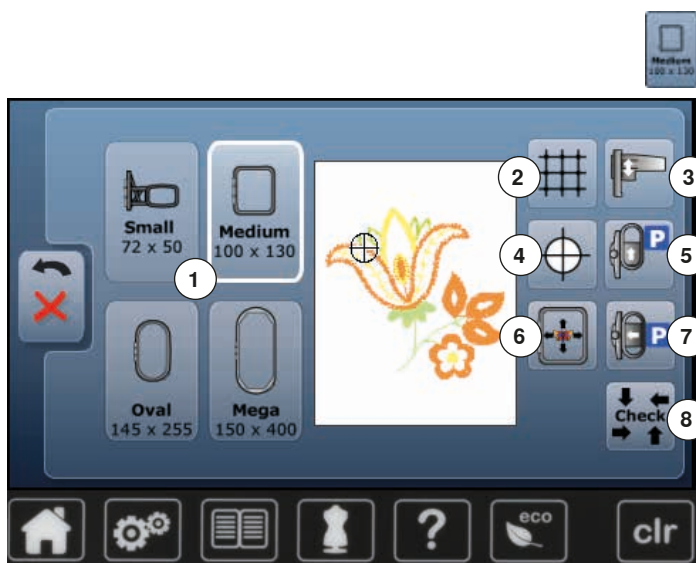 Medium
100 x 130
Small
72 x 50
Medium
100 x 130
1
2
3
4
P
5
6
P
7
Oval
145 x 255
Mega
150 x 400
Check
8
?
eco
clr